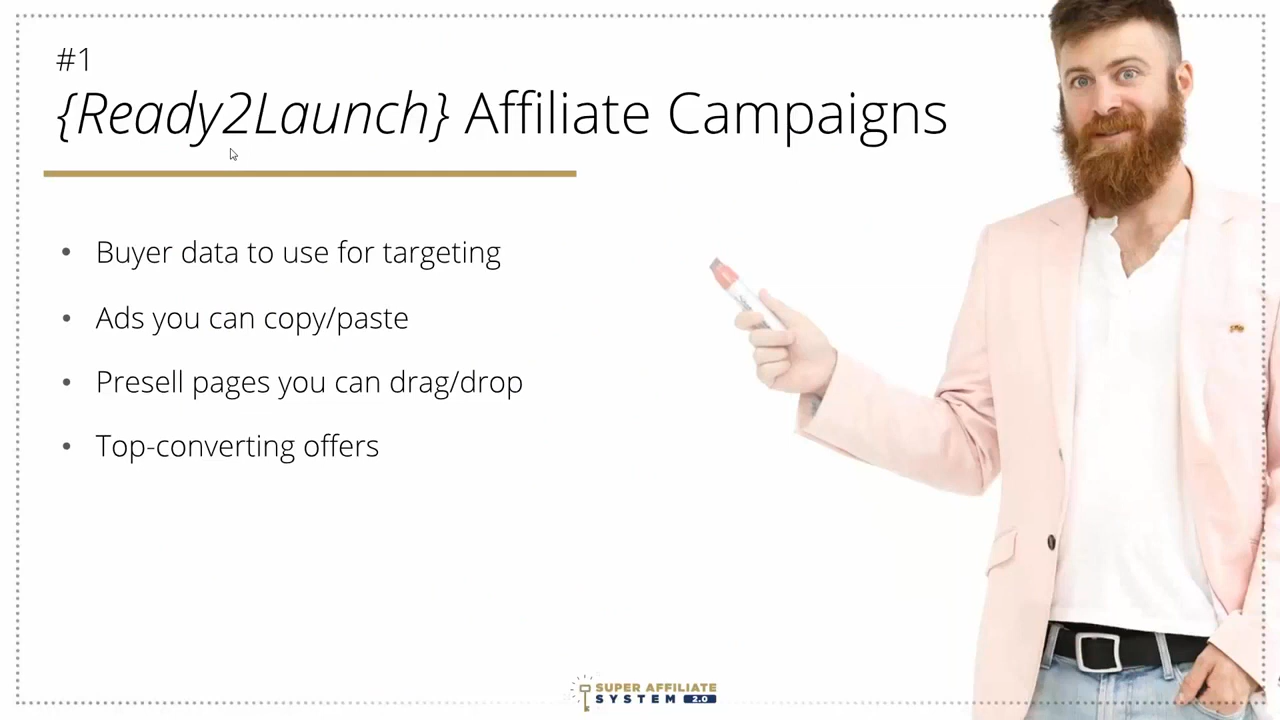 #1
{Ready2Launch} Affiliate Campaigns
• Buyer data to use for targeting
• Ads you can copy/paste
• Presell pages you can drag/drop
• Top-converting offers
SUPER AFFILIATE
SYSTEM 2.0